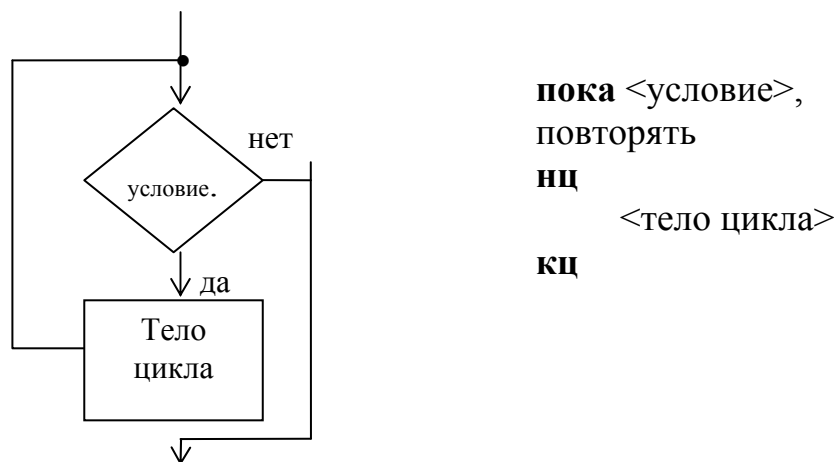 нет
условие.
да
Тело
цикла
пока <условие>,
повторять
нц
<тело цикла>
кц